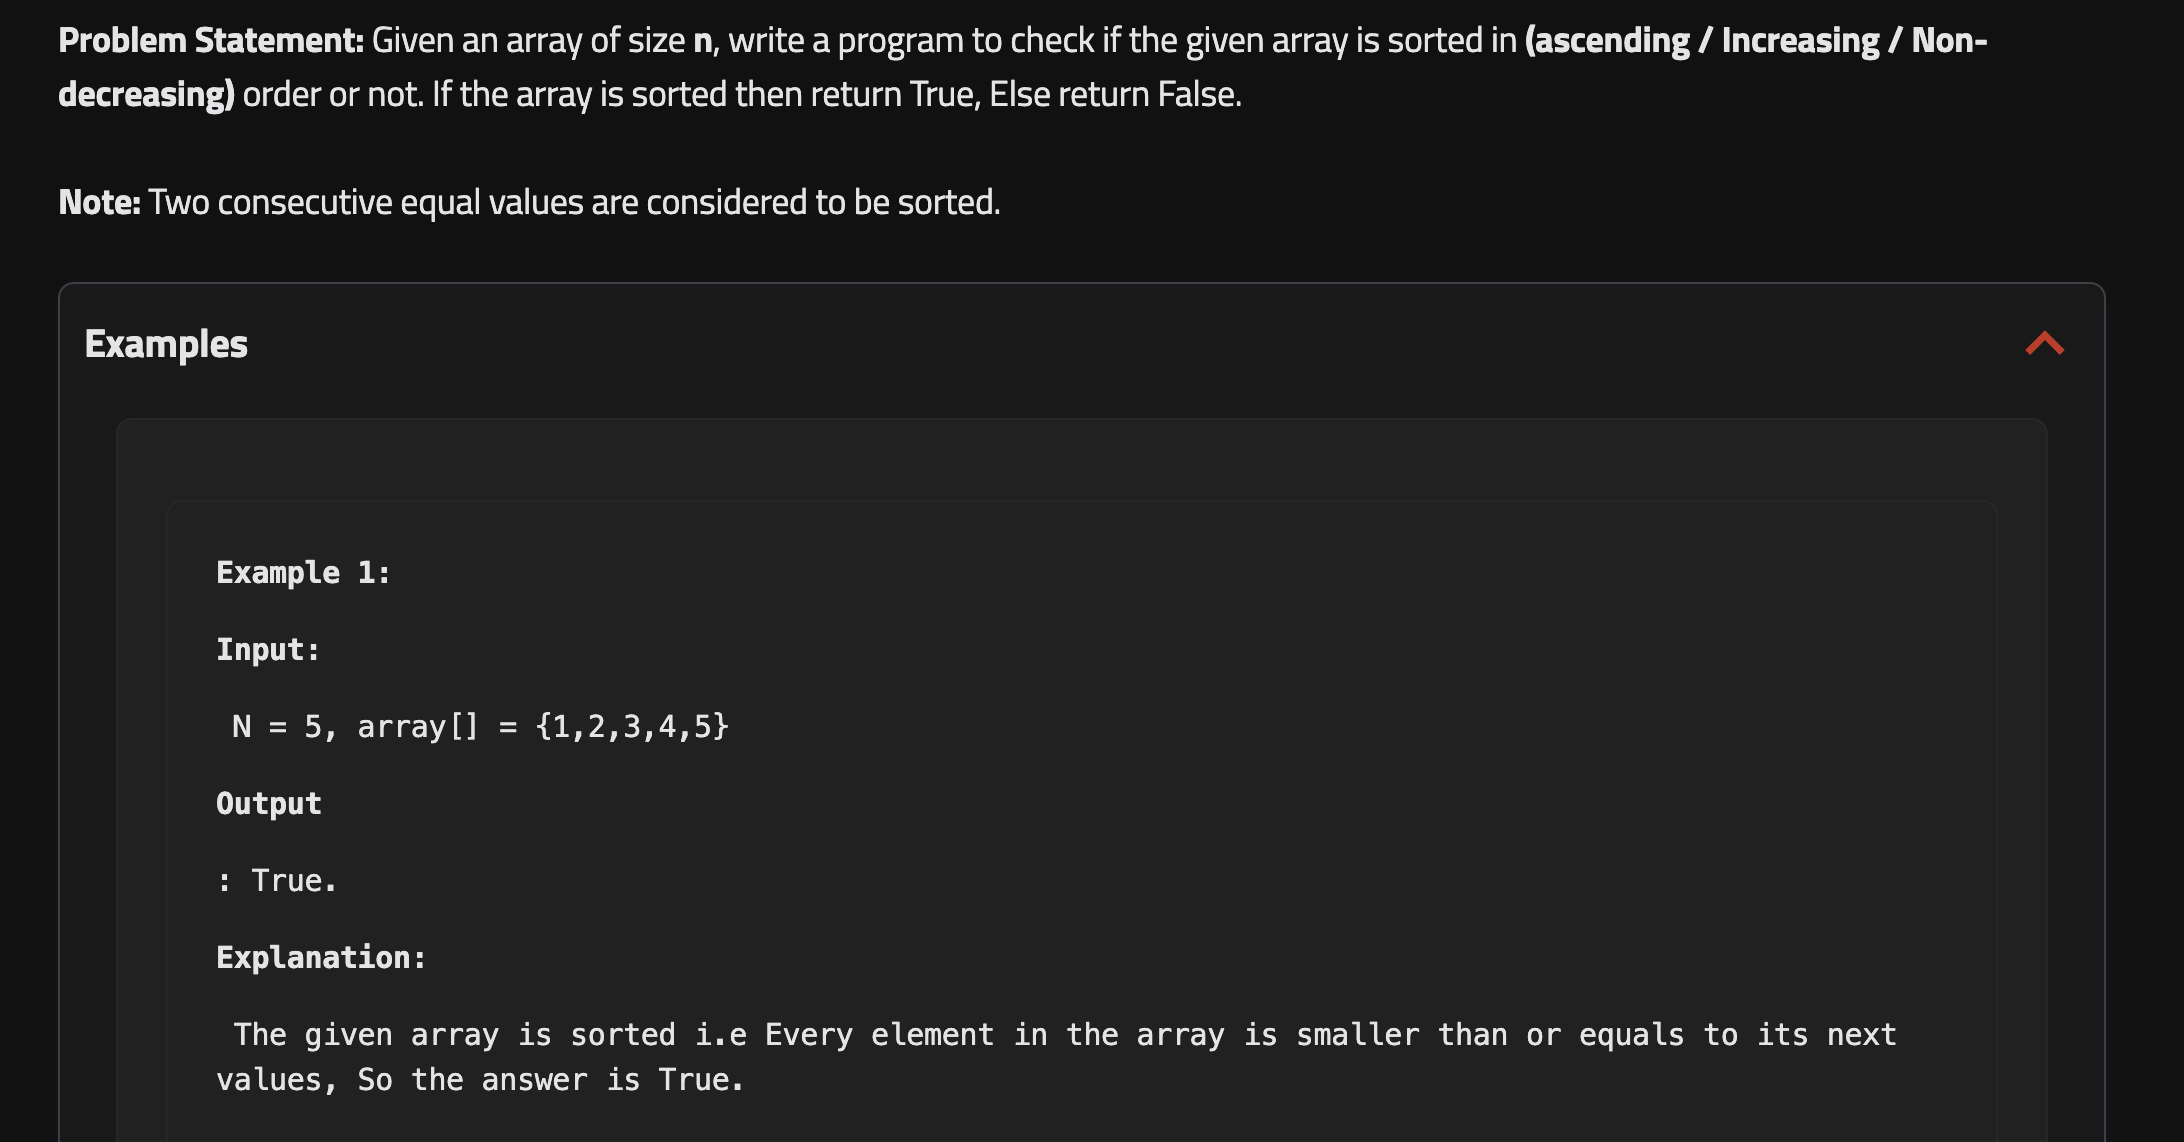 Problem Statement: Given an array of size n, write a program to check if the given array is sorted in (ascending / Increasing / Non-
decreasing) order or not. If the array is sorted then return True, Else return False.
Note: Two consecutive equal values are considered to be sorted.
Examples
Example 1:
Input:
N = 5, array[] = {1,2,3,4,5}
Output
: True.
Explanation:
The given array is sorted i.e Every element in the array is smaller than or equals to its next
values, So the answer is True.